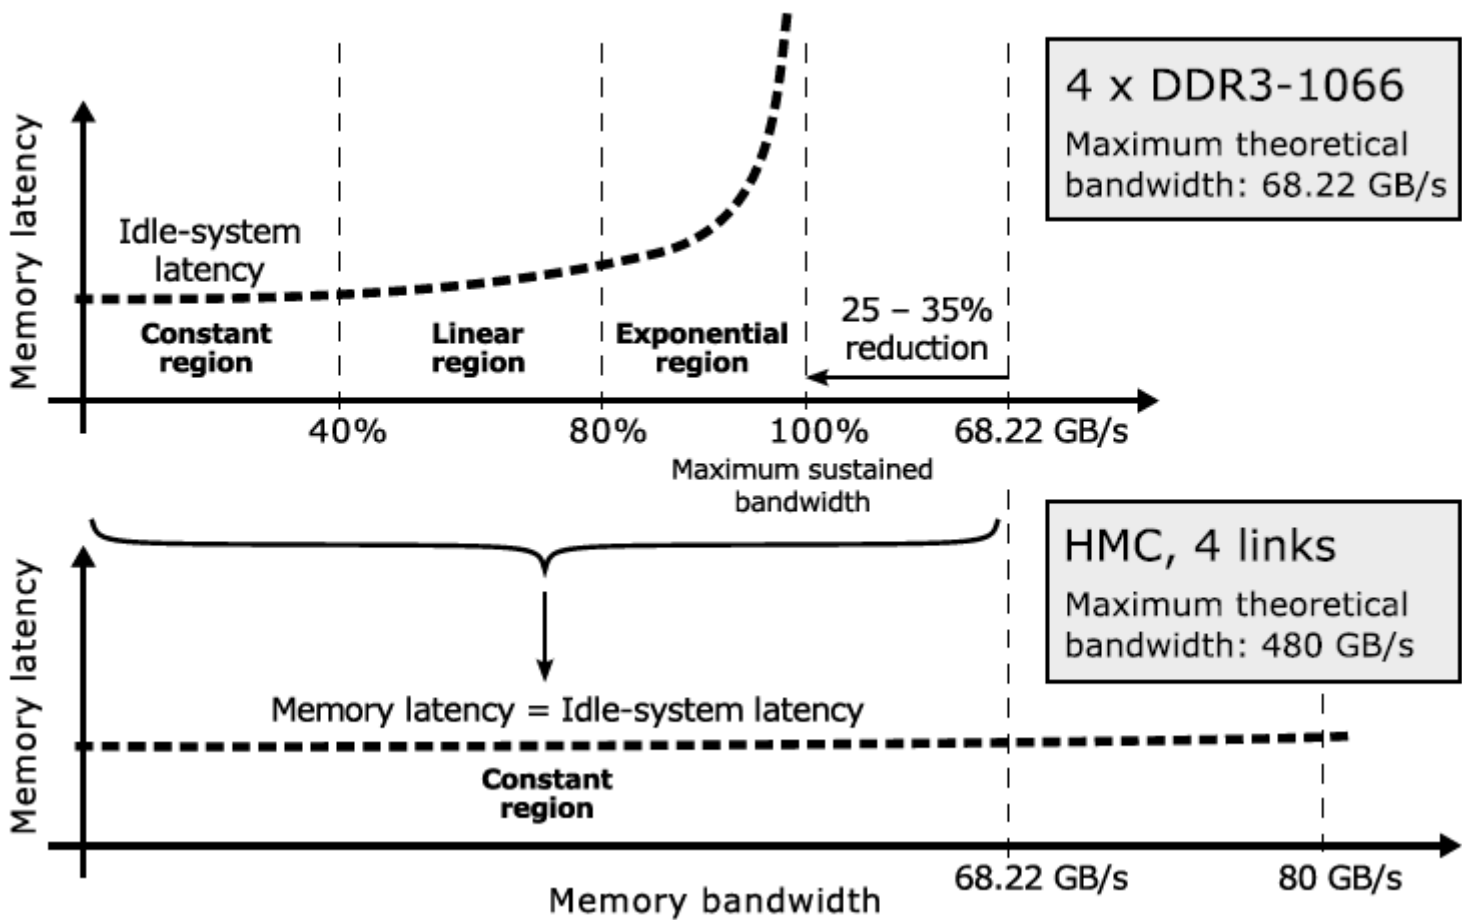 4 x DDR3-1066
Maximum theoretical
bandwidth: 68.22 GB/s
Memory latency
Idle-system
latency
Constant
region
Linear
region
Exponential
region
25 – 35%
reduction
40%
80%
100%
68.22 GB/s
Maximum sustained
bandwidth
HMC, 4 links
Maximum theoretical
bandwidth: 480 GB/s
Memory latency
Memory latency = Idle-system latency
Constant
region
68.22 GB/s
80 GB/s
Memory bandwidth